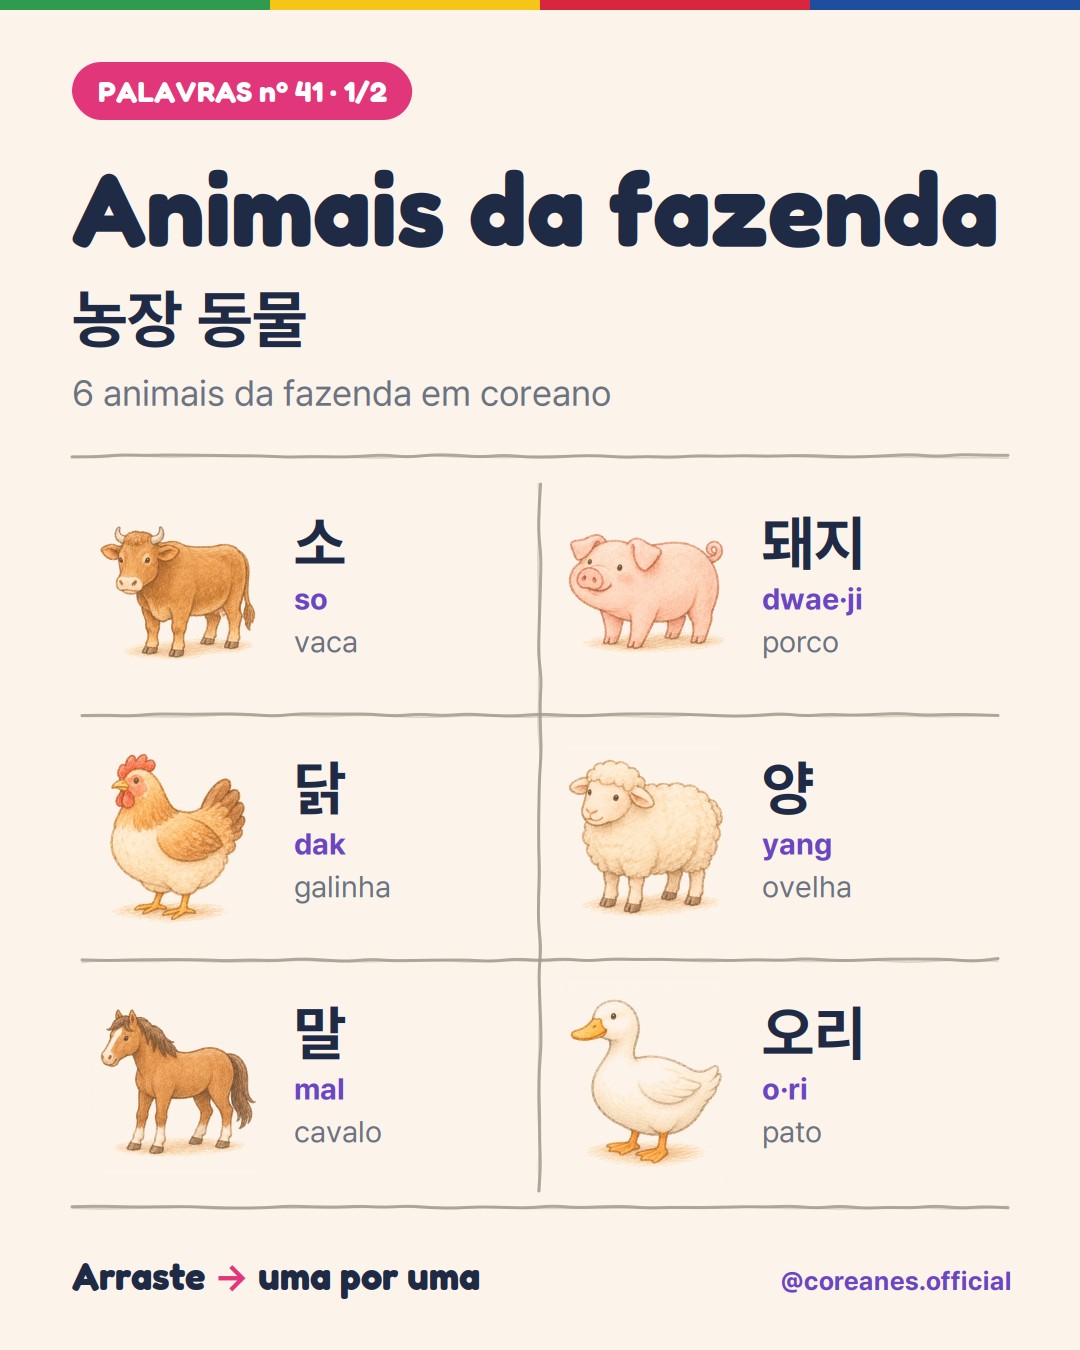 PALAVRAS nº 41 · 1/2
Animais da fazenda
농장 동물
6 animais da fazenda em coreano
소
so
vaca
돼지
dwae·ji
porco
닭
dak
galinha
양
yang
ovelha
말
mal
cavalo
오리
o·ri
pato
Arraste → uma por uma
@coreanes.official